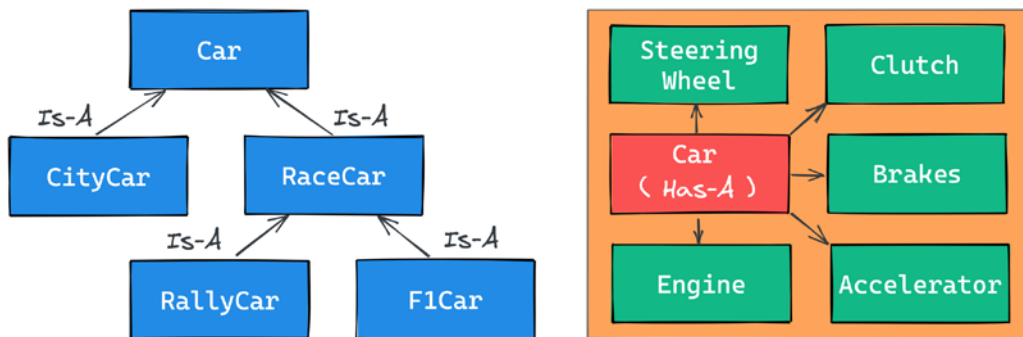 Car
Is-A
Is-A
CityCar
RaceCar
Is-A
Is-A
RallyCar
F1Car
Steering
Wheel
Clutch
Car
( Has-A )
Brakes
Engine
Accelerator